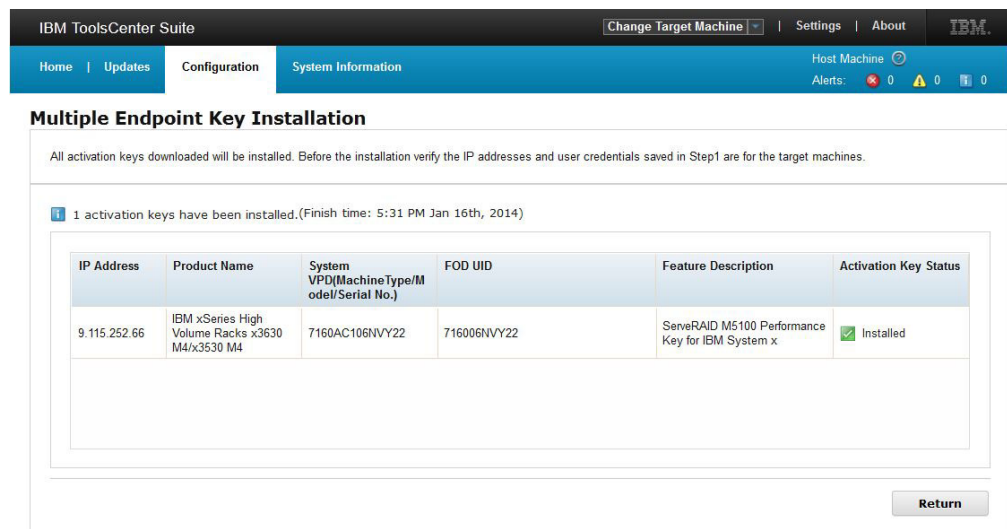 IBM ToolsCenter Suite
Change Target Machine | Settings | About
IBM.
Home | Updates Configuration System Information
Host Machine ?
Alerts: 0 0 0
Multiple Endpoint Key Installation
All activation keys downloaded will be installed. Before the installation verify the IP addresses and user credentials saved in Step1 are for the target machines.
1 activation keys have been installed.(Finish time: 5:31 PM Jan 16th, 2014)
IP Address
Product Name
System
VPD(MachineType/M
odel/Serial No.)
FOD UID
Feature Description
Activation Key Status
9.115.252.66
IBM xSeries High
Volume Racks x3630
M4/x3530 M4
7160AC106NVY22
716006NVY22
ServeRAID M5100 Performance
Key for IBM System x
Installed
Return